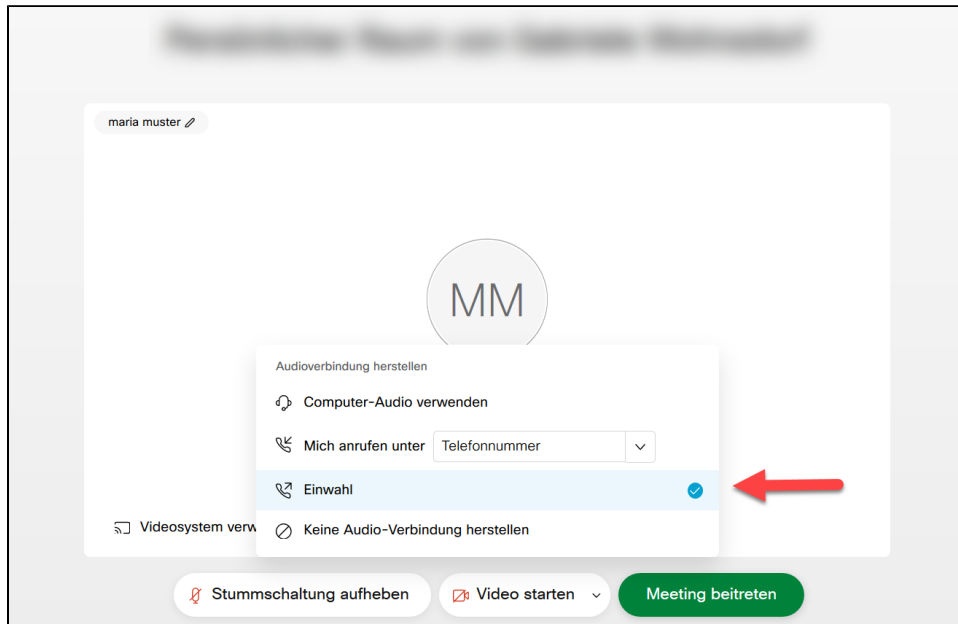 maria muster
MM
Audioverbindung herstellen
Computer-Audio verwenden
Mich anrufen unter Telefonnummer
Einwahl
Videosystem verw
Keine Audio-Verbindung herstellen
Stummschaltung aufheben Video starten Meeting beitreten